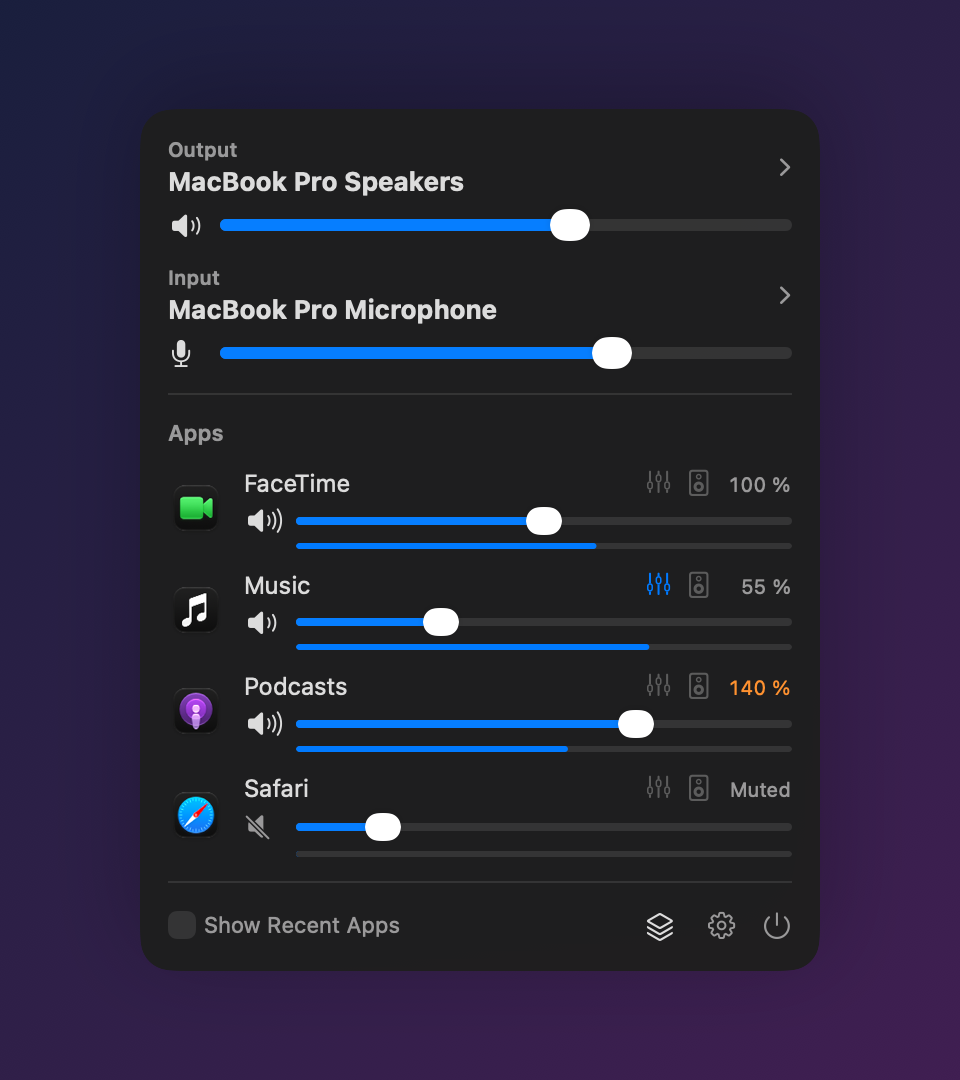 Output
MacBook Pro Speakers
Input
MacBook Pro Microphone
Apps
FaceTime 100 %
Music 55 %
Podcasts 140 %
Safari Muted
Show Recent Apps